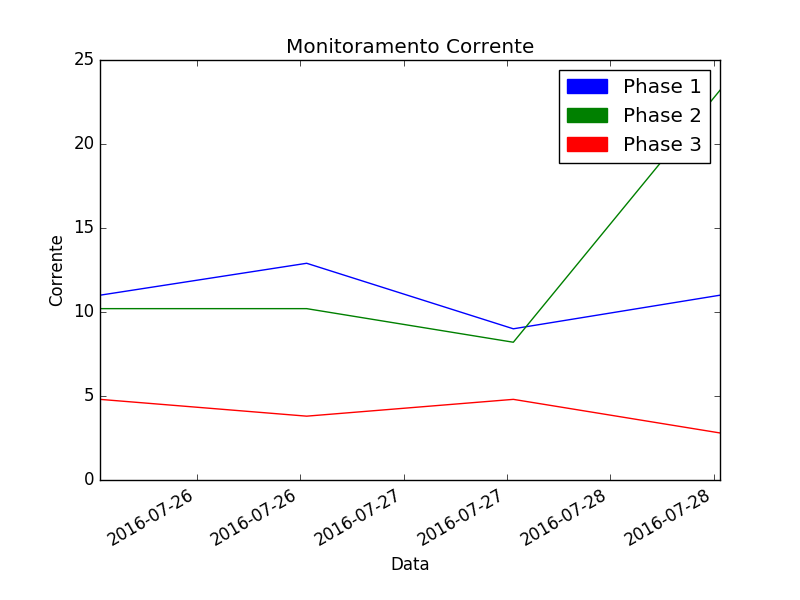 Monitoramento Corrente
25
20
15
10
5
0
Corrente
Phase 1
Phase 2
Phase 3
2016-07-26
2016-07-26
2016-07-27
2016-07-27
2016-07-28
2016-07-28
Data